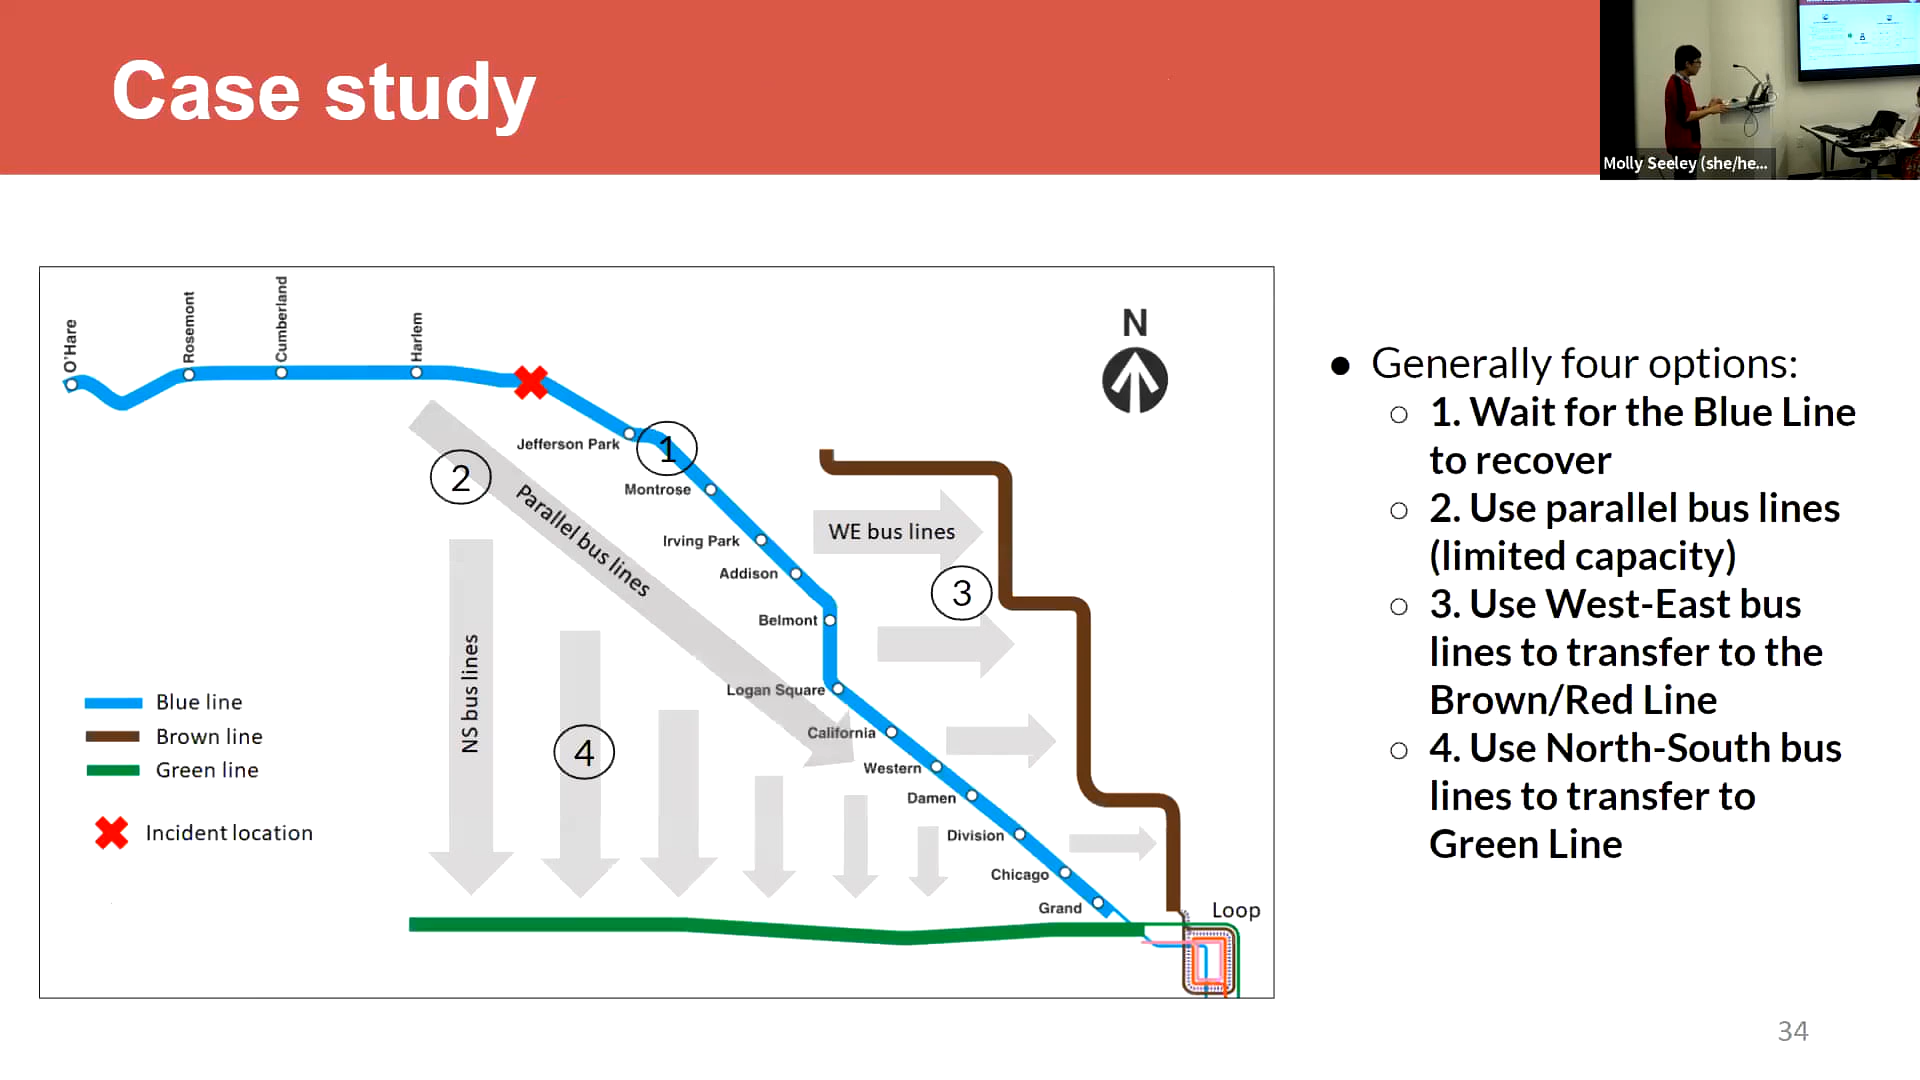 Case study
Molly Seeley (she/he...
O'Hare
Rosemont
Cumberland
Harlem
N
Jefferson Park
1
2
Montrose
Parallel bus lines
WE bus lines
Irving Park
Addison
3
Belmont
NS bus lines
Logan Square
Blue line
California
Brown line
4
Western
Green line
Damen
Incident location
Division
Chicago
Grand
Loop
● Generally four options:
○ 1. Wait for the Blue Line
to recover
○ 2. Use parallel bus lines
(limited capacity)
○ 3. Use West-East bus
lines to transfer to the
Brown/Red Line
○ 4. Use North-South bus
lines to transfer to
Green Line
34